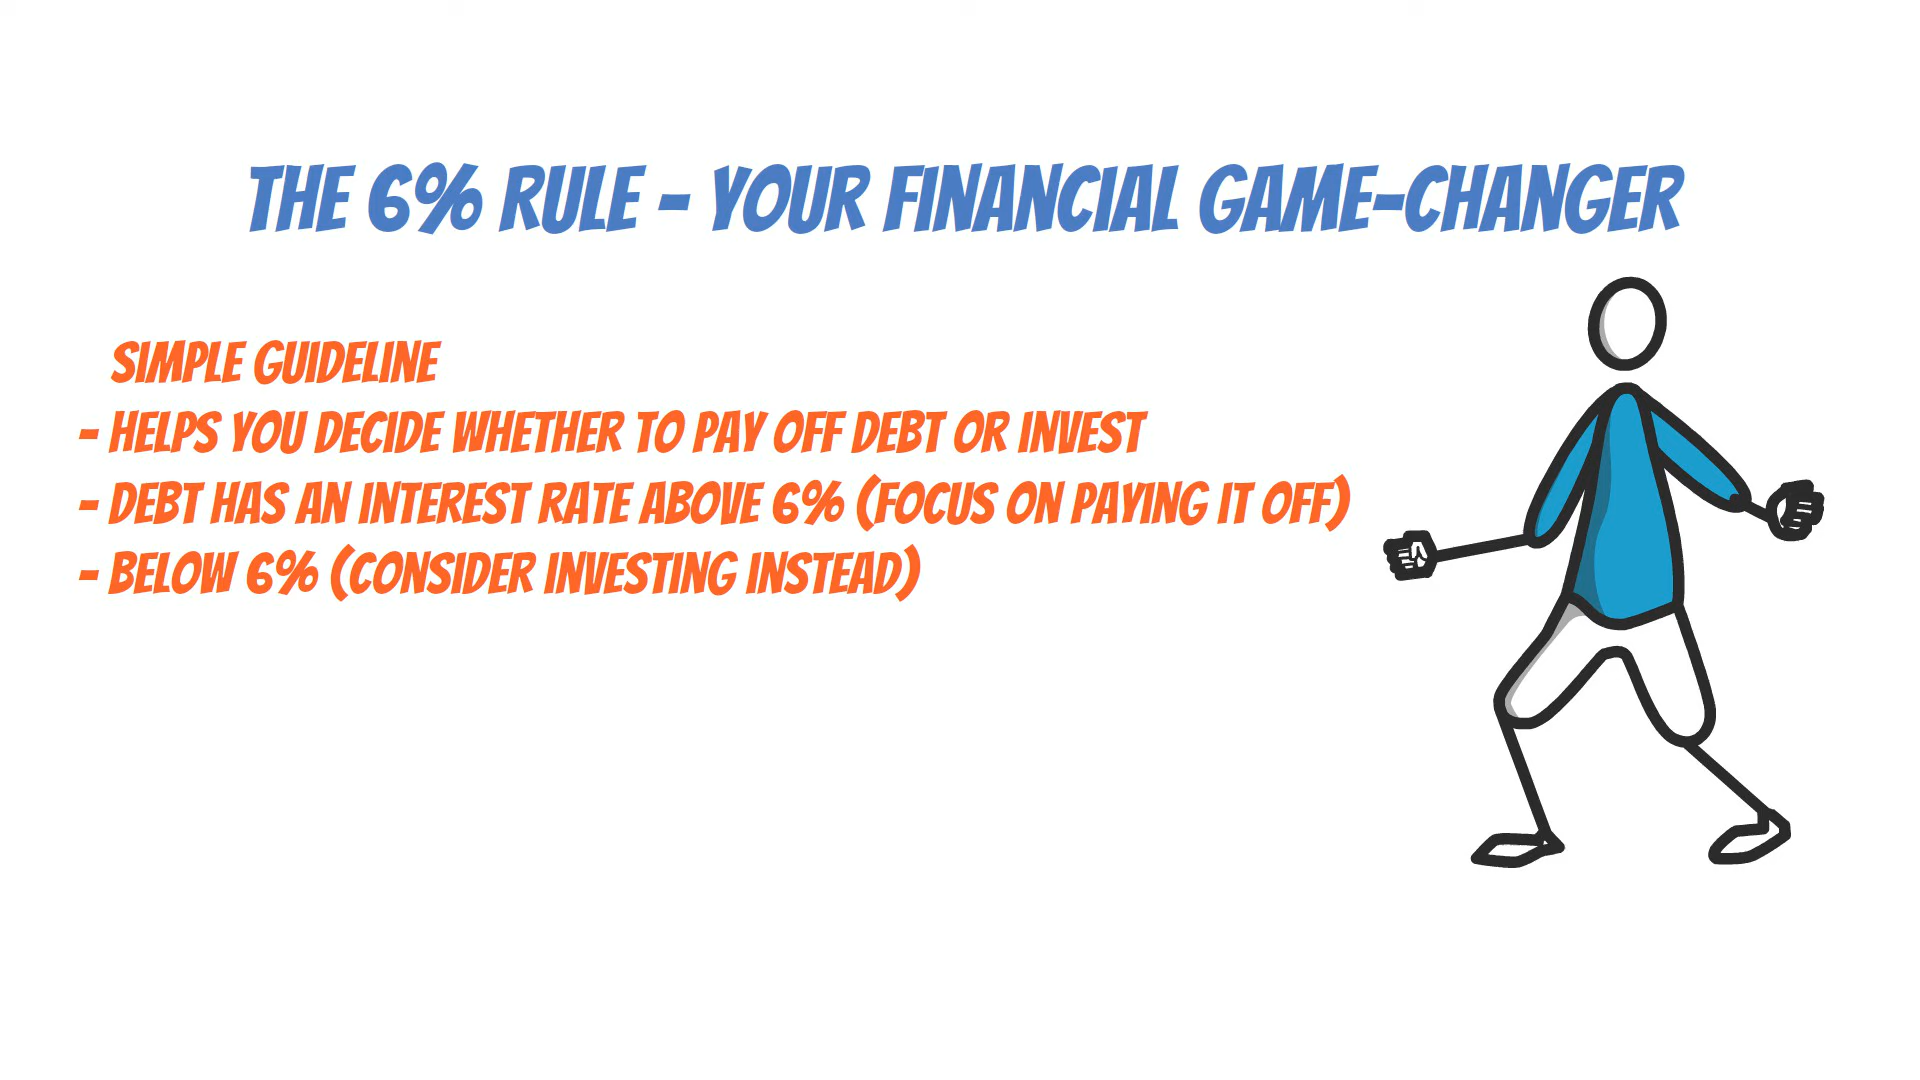 THE 6% RULE - YOUR FINANCIAL GAME-CHANGER
SIMPLE GUIDELINE
- HELPS YOU DECIDE WHETHER TO PAY OFF DEBT OR INVEST
- DEBT HAS AN INTEREST RATE ABOVE 6% (FOCUS ON PAYING IT OFF)
- BELOW 6% (CONSIDER INVESTING INSTEAD)